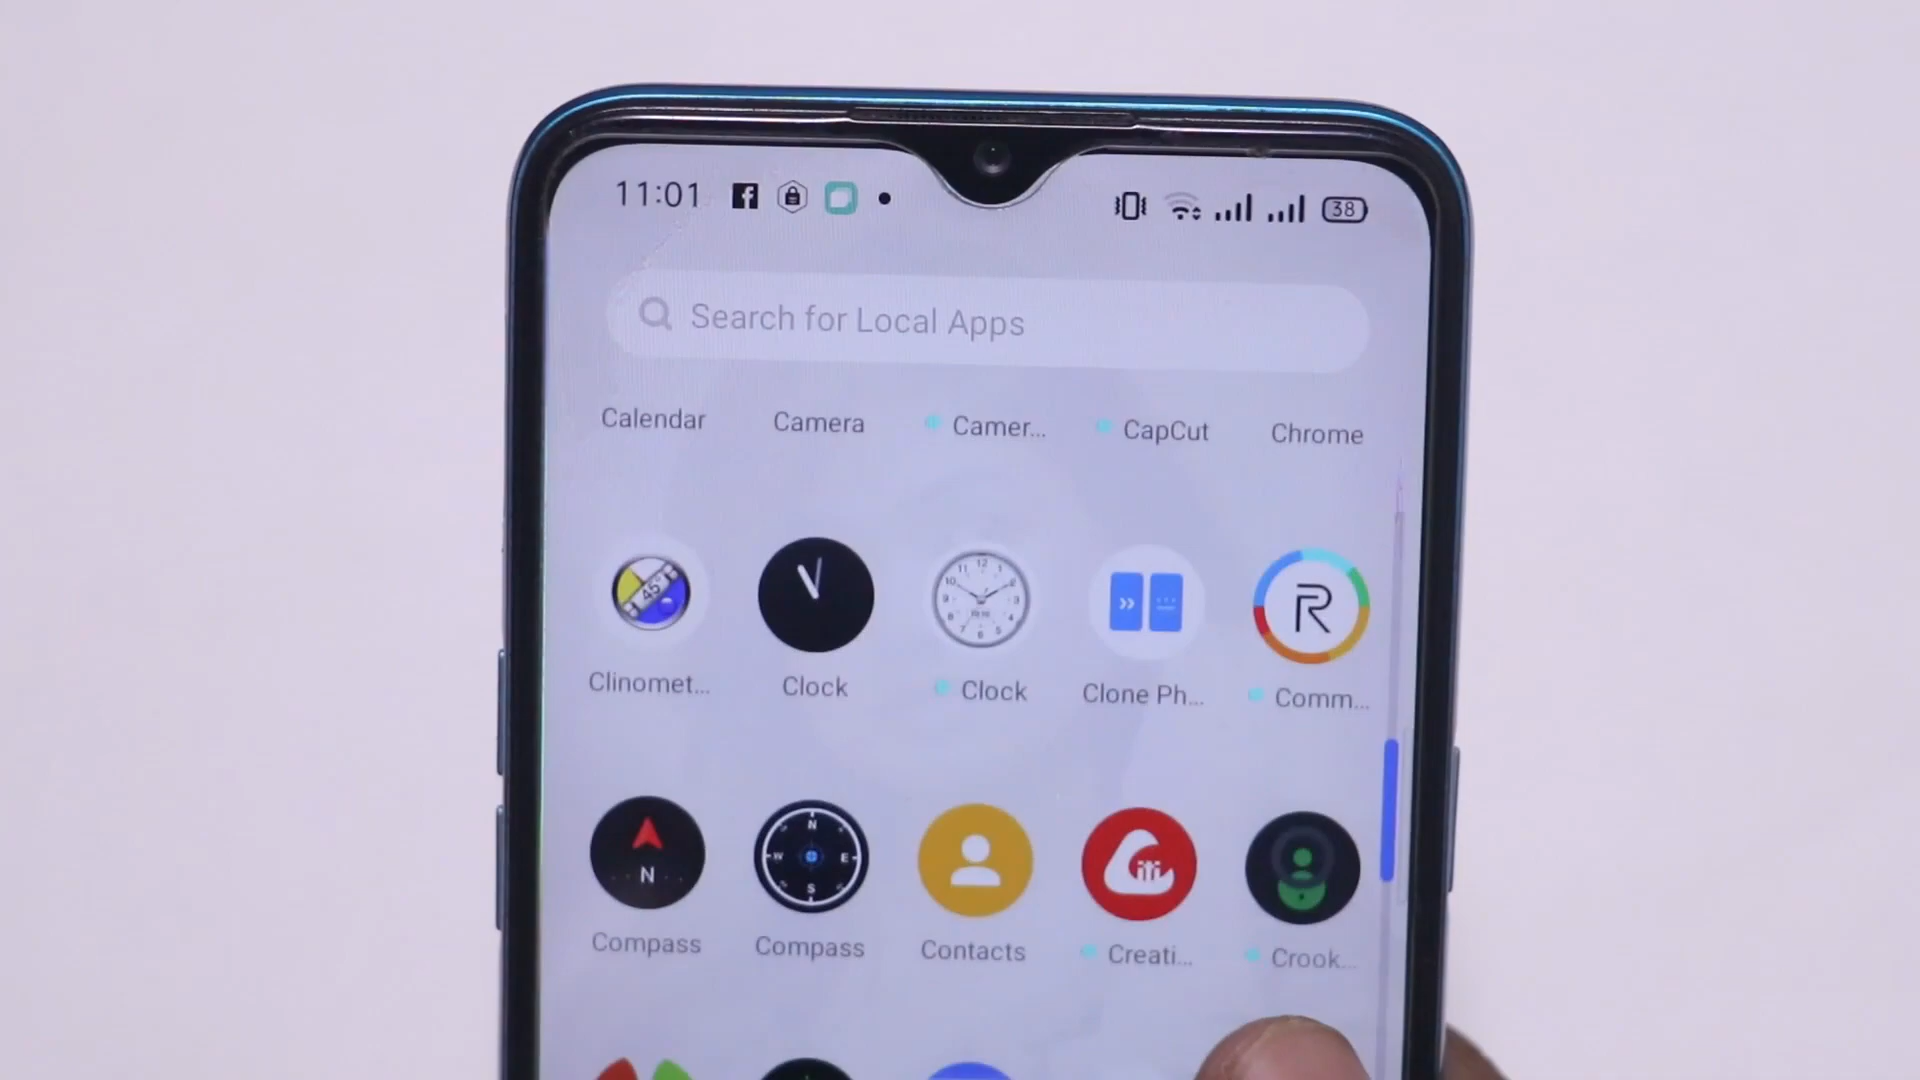 11:01 38
Search for Local Apps
Calendar Camera Camer... CapCut Chrome
45°
Clinomet... Clock Clock Clone Ph... Comm...
N N W E S
Compass Compass Contacts Creati... Crook...